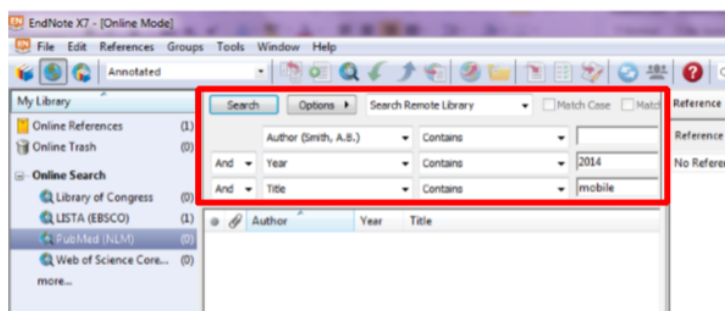 EndNote X7 - [Online Mode]
File Edit References Groups Tools Window Help
Annotated
My Library
Search Options Search Remote Library Match Case Match
Reference
Online References (1)
Author (Smith, A.B.) Contains
Reference
Online Trash (0)
And Year Contains 2014
No Refere
Online Search
And Title Contains mobile
Library of Congress (0)
LISTA (EBSCO) (1)
Author Year Title
PubMed (NLM) (0)
Web of Science Core... (0)
more...